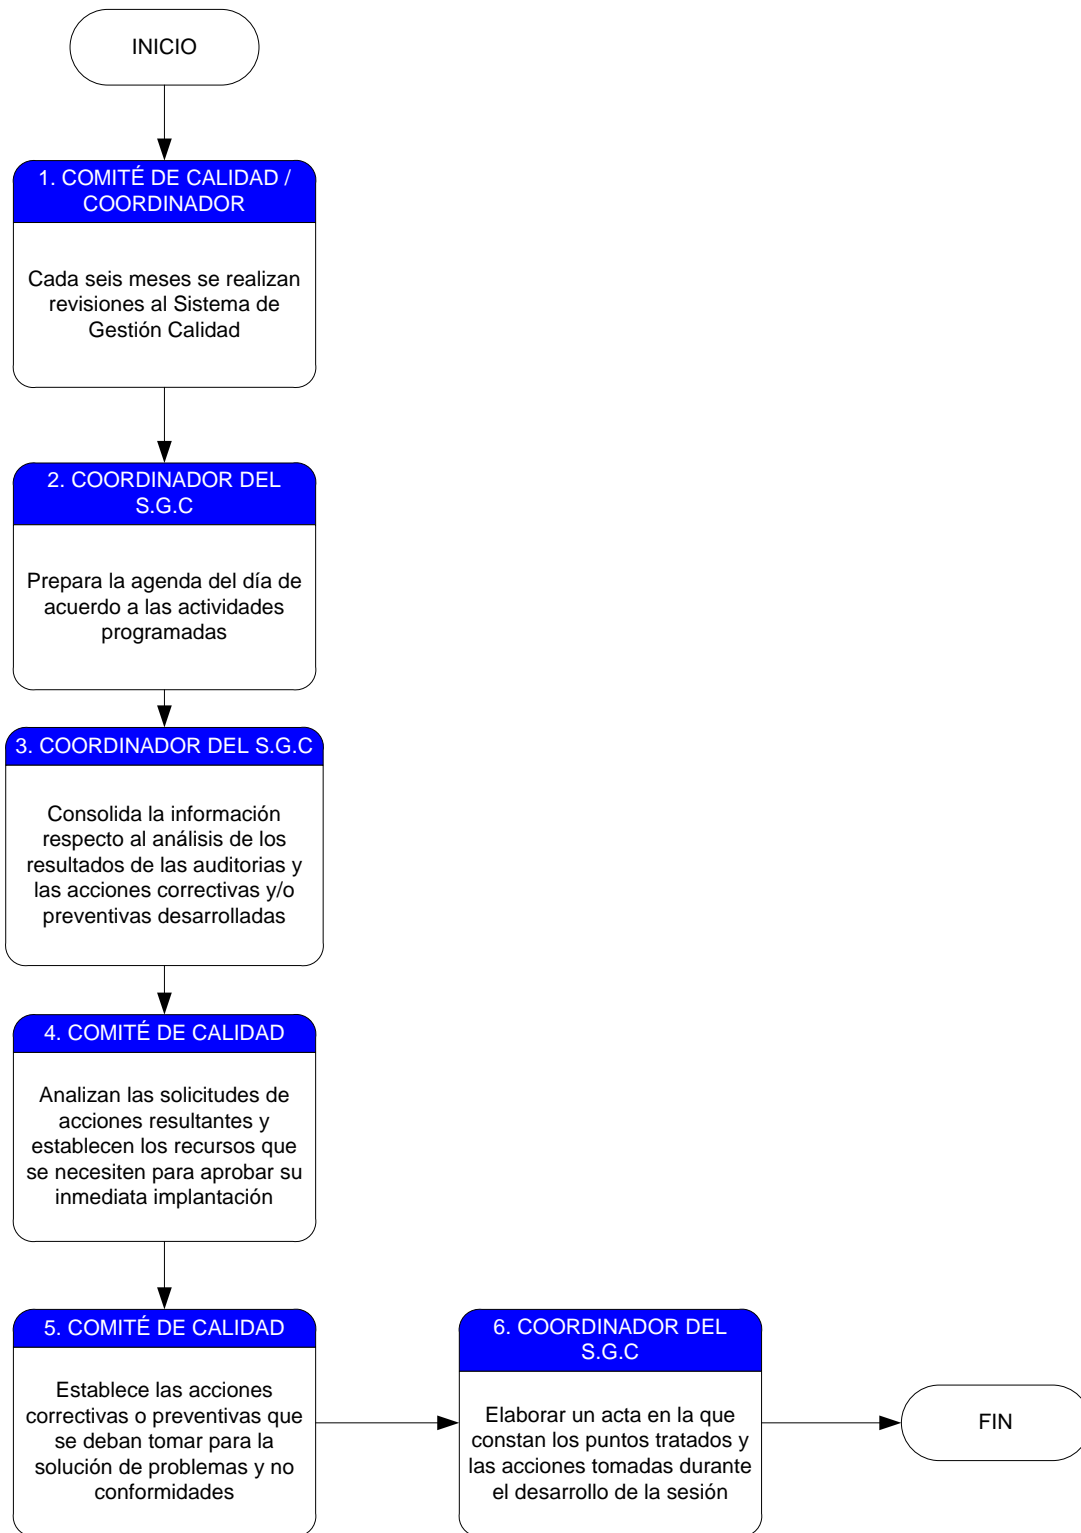 INICIO
1. COMITÉ DE CALIDAD /
COORDINADOR
Cada seis meses se realizan
revisiones al Sistema de
Gestión Calidad
2. COORDINADOR DEL
S.G.C
Prepara la agenda del día de
acuerdo a las actividades
programadas
3. COORDINADOR DEL S.G.C
Consolida la información
respecto al análisis de los
resultados de las auditorias y
las acciones correctivas y/o
preventivas desarrolladas
4. COMITÉ DE CALIDAD
Analizan las solicitudes de
acciones resultantes y
establecen los recursos que
se necesiten para aprobar su
inmediata implantación
5. COMITÉ DE CALIDAD
Establece las acciones
correctivas o preventivas que
se deban tomar para la
solución de problemas y no
conformidades
6. COORDINADOR DEL
S.G.C
Elaborar un acta en la que
constan los puntos tratados y
las acciones tomadas durante
el desarrollo de la sesión
FIN